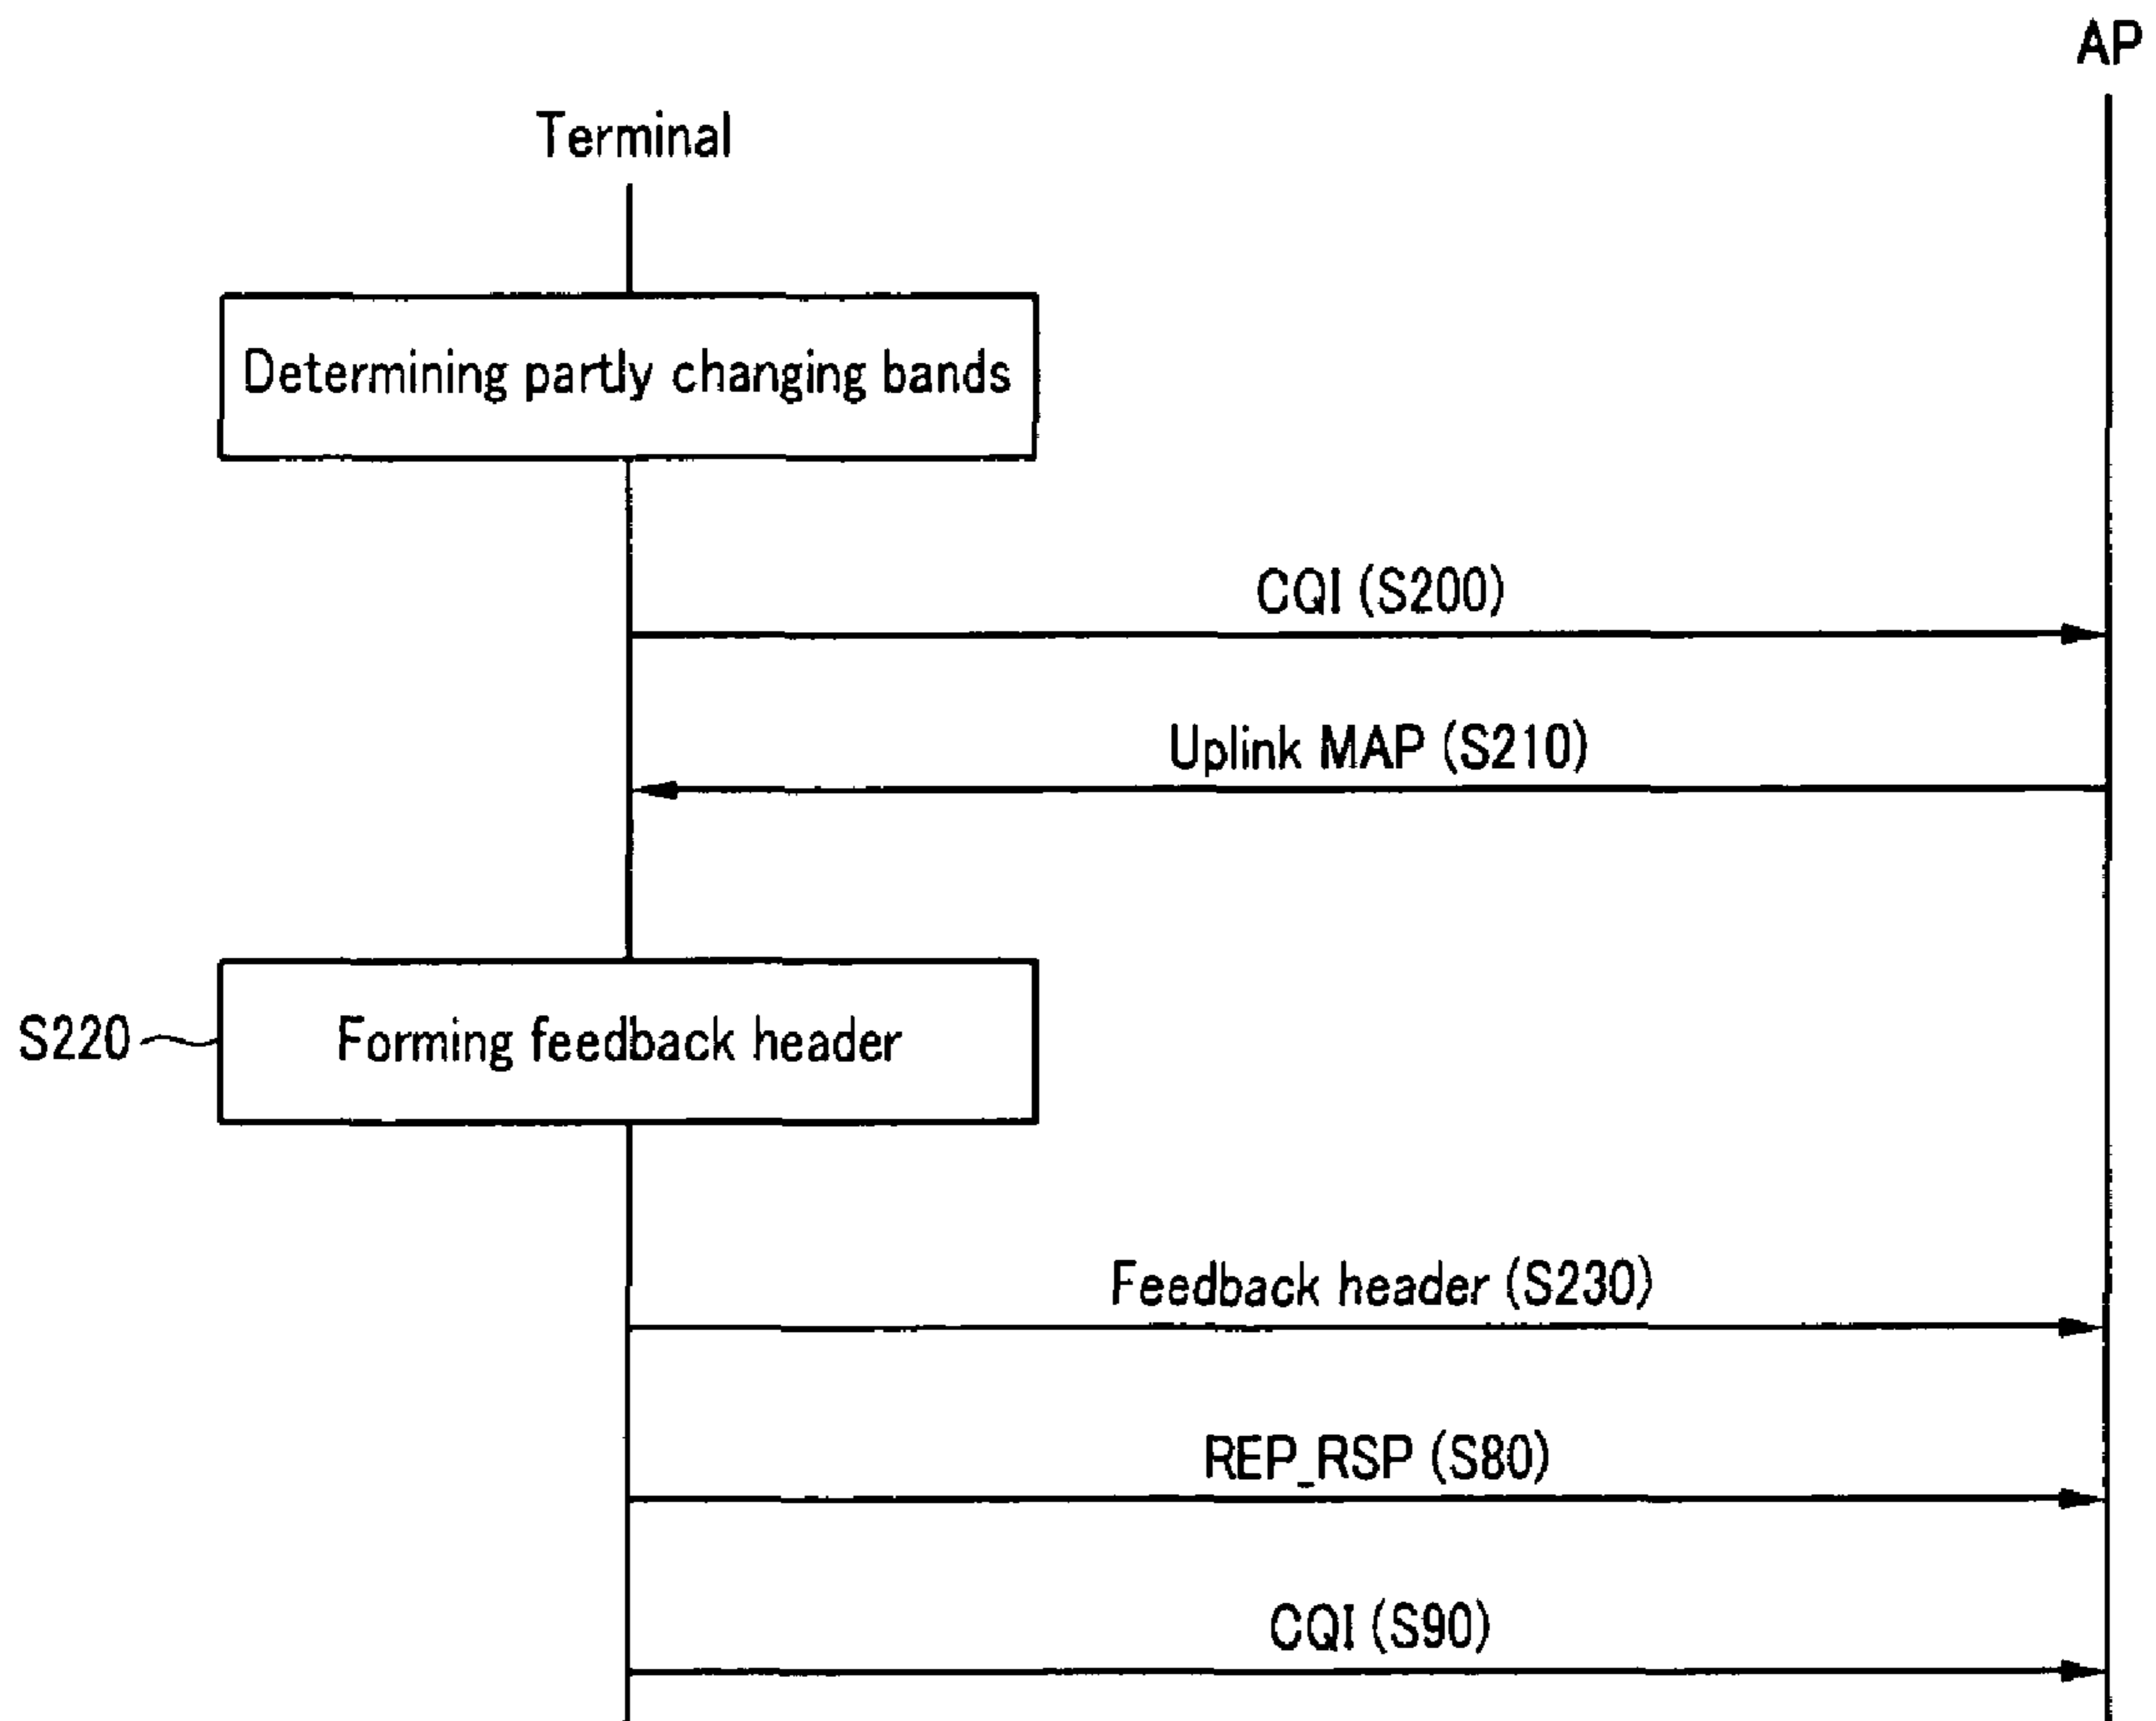 AP
Terminal
Determining partly changing bands
CQI (S200)
Uplink MAP (S210)
S220
Forming feedback header
Feedback header (S230)
REP_RSP (S80)
CQI (S90)